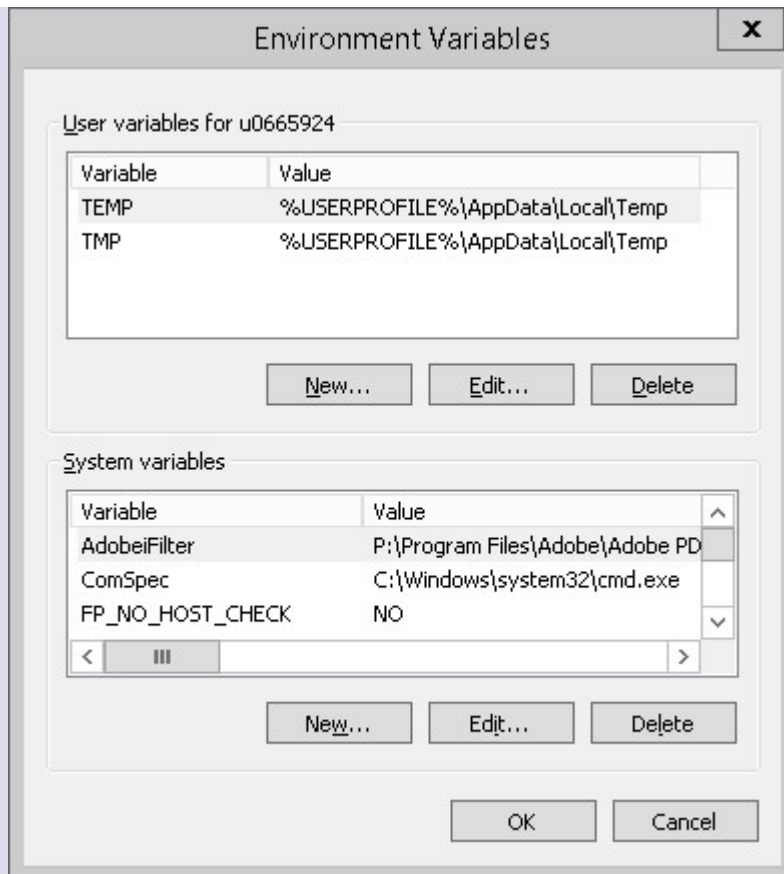 Environment Variables
x
User variables for u0665924
Variable Value
TEMP %USERPROFILE%\AppData\Local\Temp
TMP %USERPROFILE%\AppData\Local\Temp
New... Edit... Delete
System variables
Variable Value
AdobeiFilter P:\Program Files\Adobe\Adobe PD
ComSpec C:\Windows\system32\cmd.exe
FP_NO_HOST_CHECK NO
New... Edit... Delete
OK Cancel